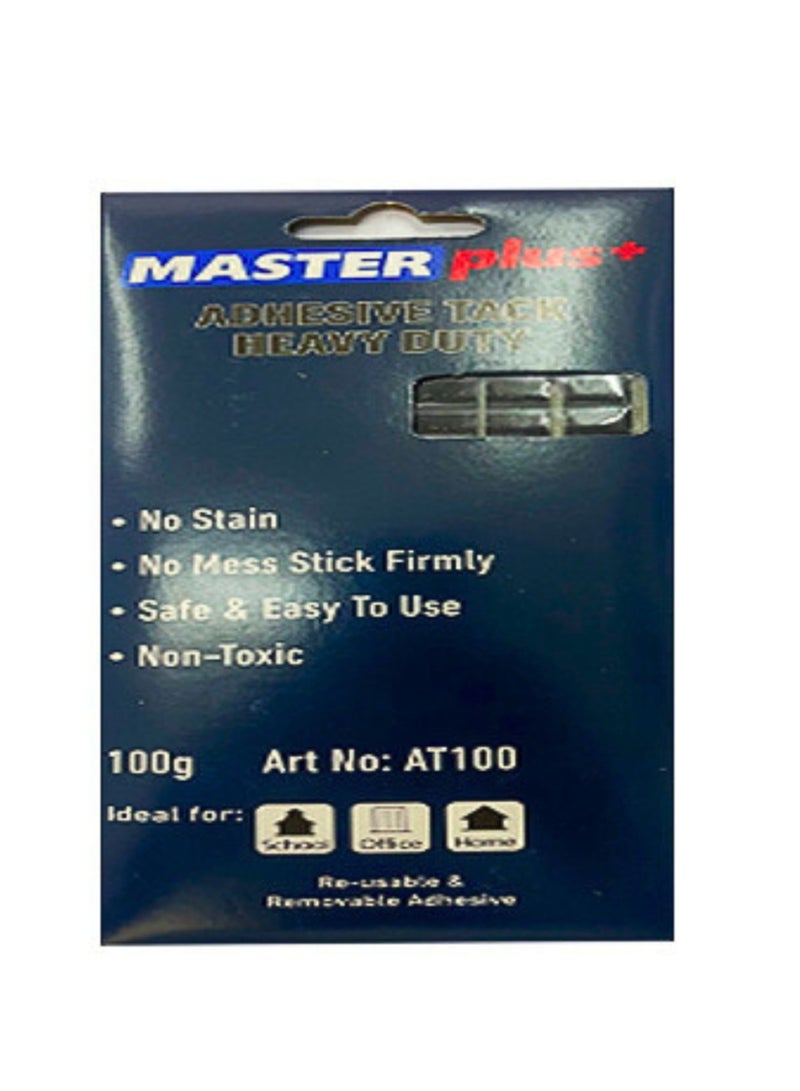 MASTER plus+
ADHESIVE TACK
HEAVY DUTY
• No Stain
• No Mess Stick Firmly
• Safe & Easy To Use
• Non-Toxic
100g Art No: AT100
Ideal for: School Office Home
Re-usable &
Removable Adhesive